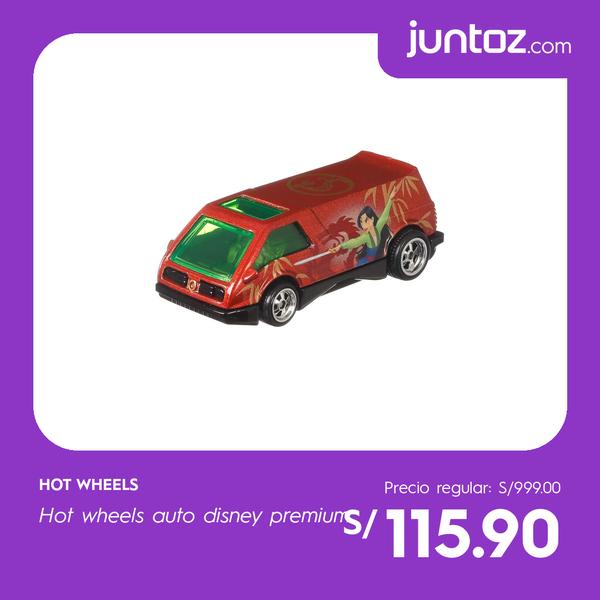 juntoz.com
HOT WHEELS
Precio regular: S/999.00
Hot wheels auto disney premium
S/115.90